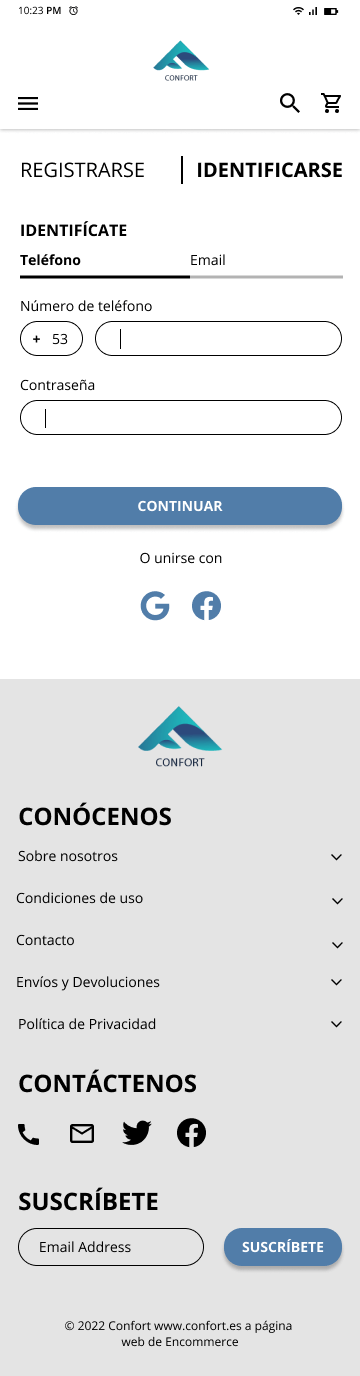 10:23 PM
CONFORT
REGISTRARSE
IDENTIFICARSE
IDENTIFÍCATE
Teléfono
Email
Número de teléfono
+ 53
Contraseña
CONTINUAR
O unirse con
CONFORT
CONÓCENOS
Sobre nosotros
Condiciones de uso
Contacto
Envíos y Devoluciones
Política de Privacidad
CONTÁCTENOS
SUSCRÍBETE
Email Address
SUSCRÍBETE
© 2022 Confort www.confort.es a página
web de Encommerce